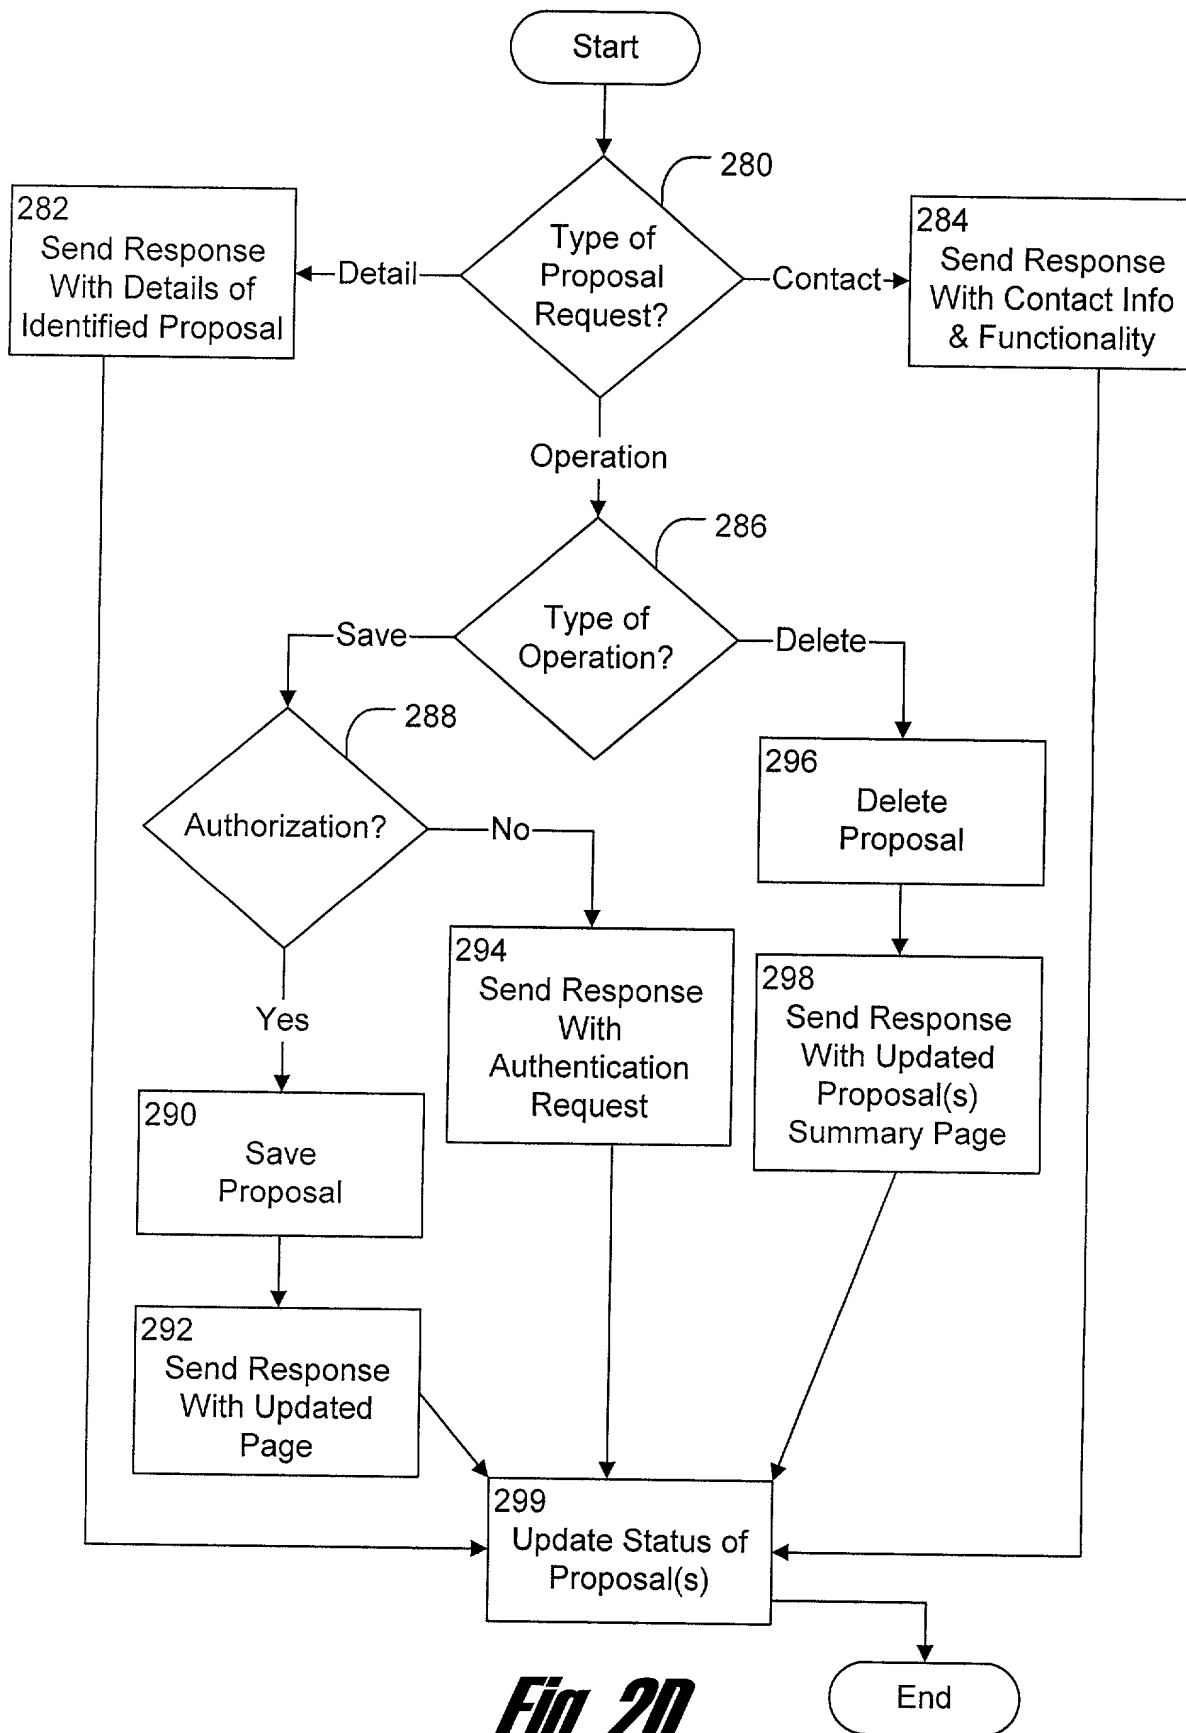 Start
280
Type of
Proposal
Request?
Detail
Contact
282
Send Response
With Details of
Identified Proposal
284
Send Response
With Contact Info
& Functionality
Operation
286
Type of
Operation?
Save
Delete
288
Authorization?
No
Yes
296
Delete
Proposal
294
Send Response
With
Authentication
Request
298
Send Response
With Updated
Proposal(s)
Summary Page
290
Save
Proposal
292
Send Response
With Updated
Page
299
Update Status of
Proposal(s)
End
Fig. 2D